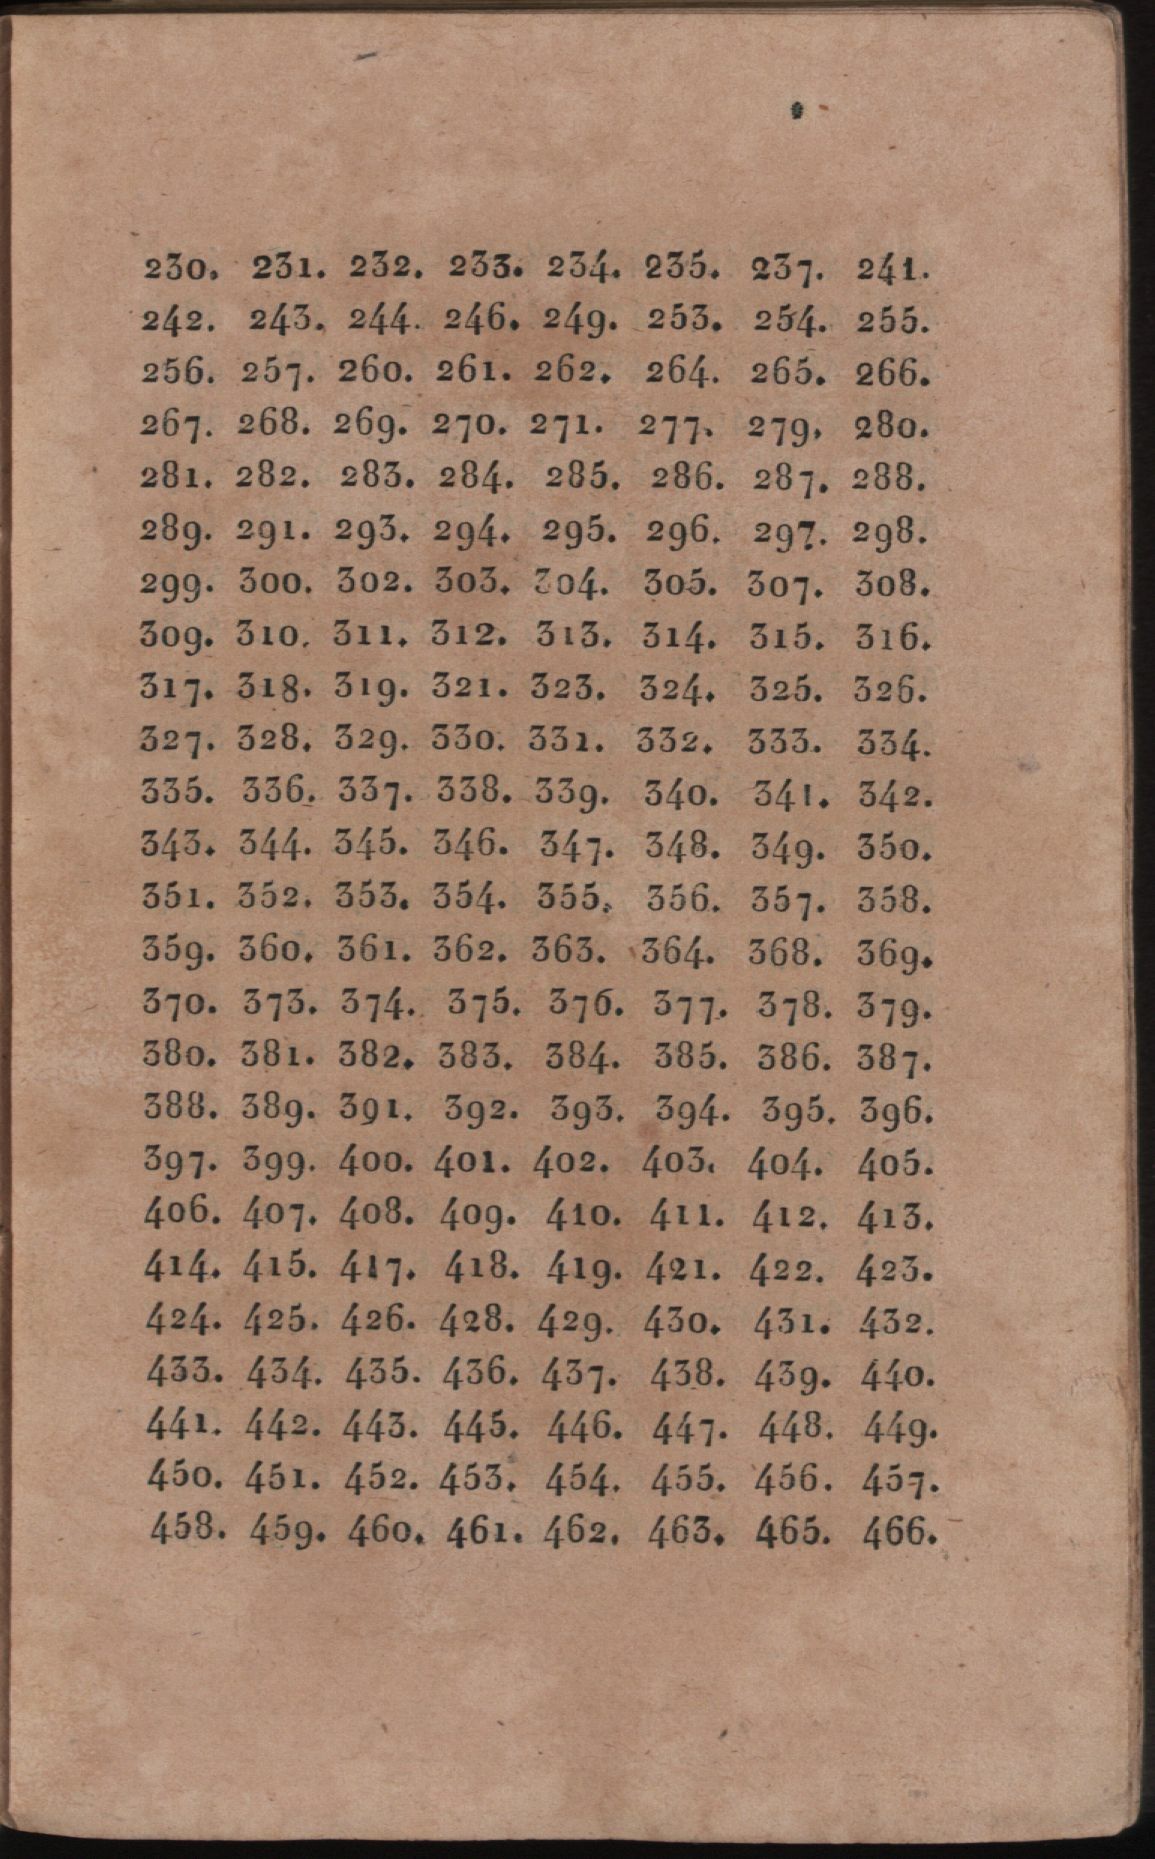 230. 231. 232. 233. 234. 235. 237. 241.
242. 243. 244. 246. 249. 253. 254. 255.
256. 257. 260. 261. 262. 264. 265. 266.
267. 268. 269. 270. 271. 277. 279. 280.
281. 282. 283. 284. 285. 286. 287. 288.
289. 291. 293. 294. 295. 296. 297. 298.
299. 300. 302. 303. 304. 305. 307. 308.
309. 310. 311. 312. 313. 314. 315. 316.
317. 318. 319. 321. 323. 324. 325. 326.
327. 328. 329. 330. 331. 332. 333. 334.
335. 336. 337. 338. 339. 340. 341. 342.
343. 344. 345. 346. 347. 348. 349. 350.
351. 352. 353. 354. 355. 356. 357. 358.
359. 360. 361. 362. 363. 364. 368. 369.
370. 373. 374. 375. 376. 377. 378. 379.
380. 381. 382. 383. 384. 385. 386. 387.
388. 389. 391. 392. 393. 394. 395. 396.
397. 399. 400. 401. 402. 403. 404. 405.
406. 407. 408. 409. 410. 411. 412. 413.
414. 415. 417. 418. 419. 421. 422. 423.
424. 425. 426. 428. 429. 430. 431. 432.
433. 434. 435. 436. 437. 438. 439. 440.
441. 442. 443. 445. 446. 447. 448. 449.
450. 451. 452. 453. 454. 455. 456. 457.
458. 459. 460. 461. 462. 463. 465. 466.